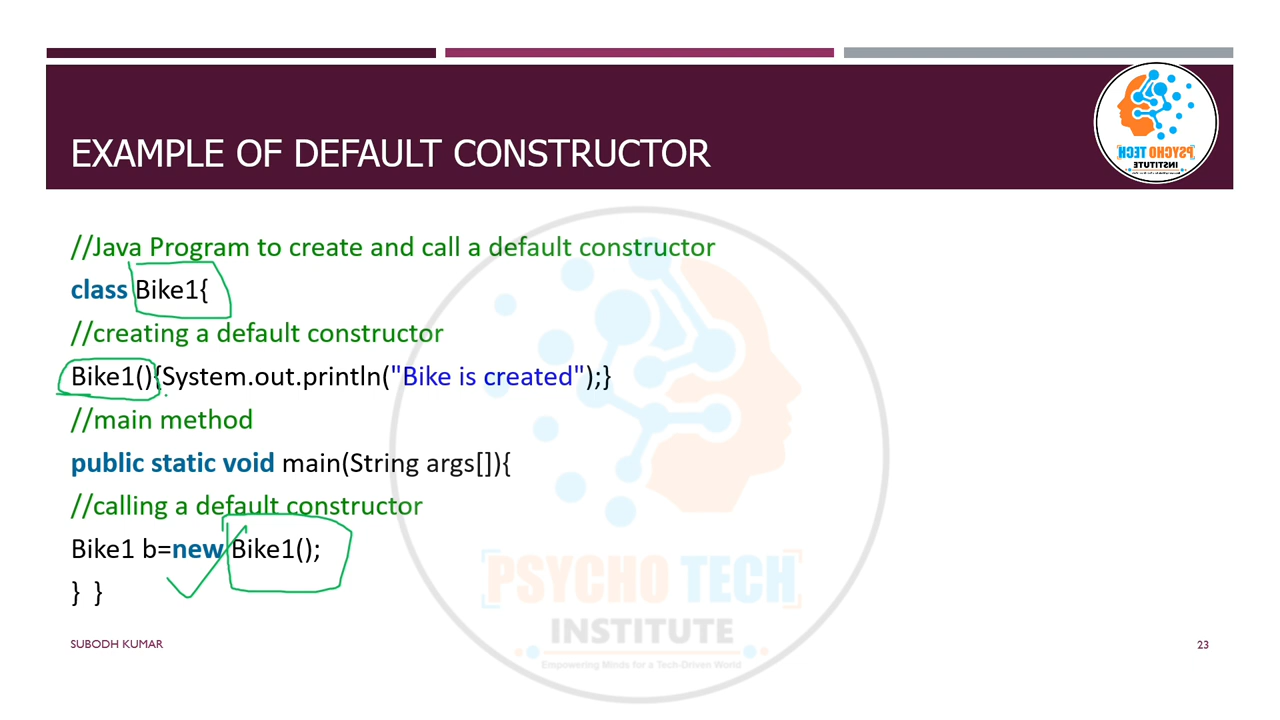 EXAMPLE OF DEFAULT CONSTRUCTOR
PSYCHO TECH
INSTITUTE
//Java Program to create and call a default constructor
class Bike1{
//creating a default constructor
Bike1(){System.out.println("Bike is created");}
//main method
public static void main(String args[]){
//calling a default constructor
Bike1 b=new Bike1();
} }
PSYCHO TECH
INSTITUTE
Empowering Minds for a Tech-Driven World
SUBODH KUMAR
23